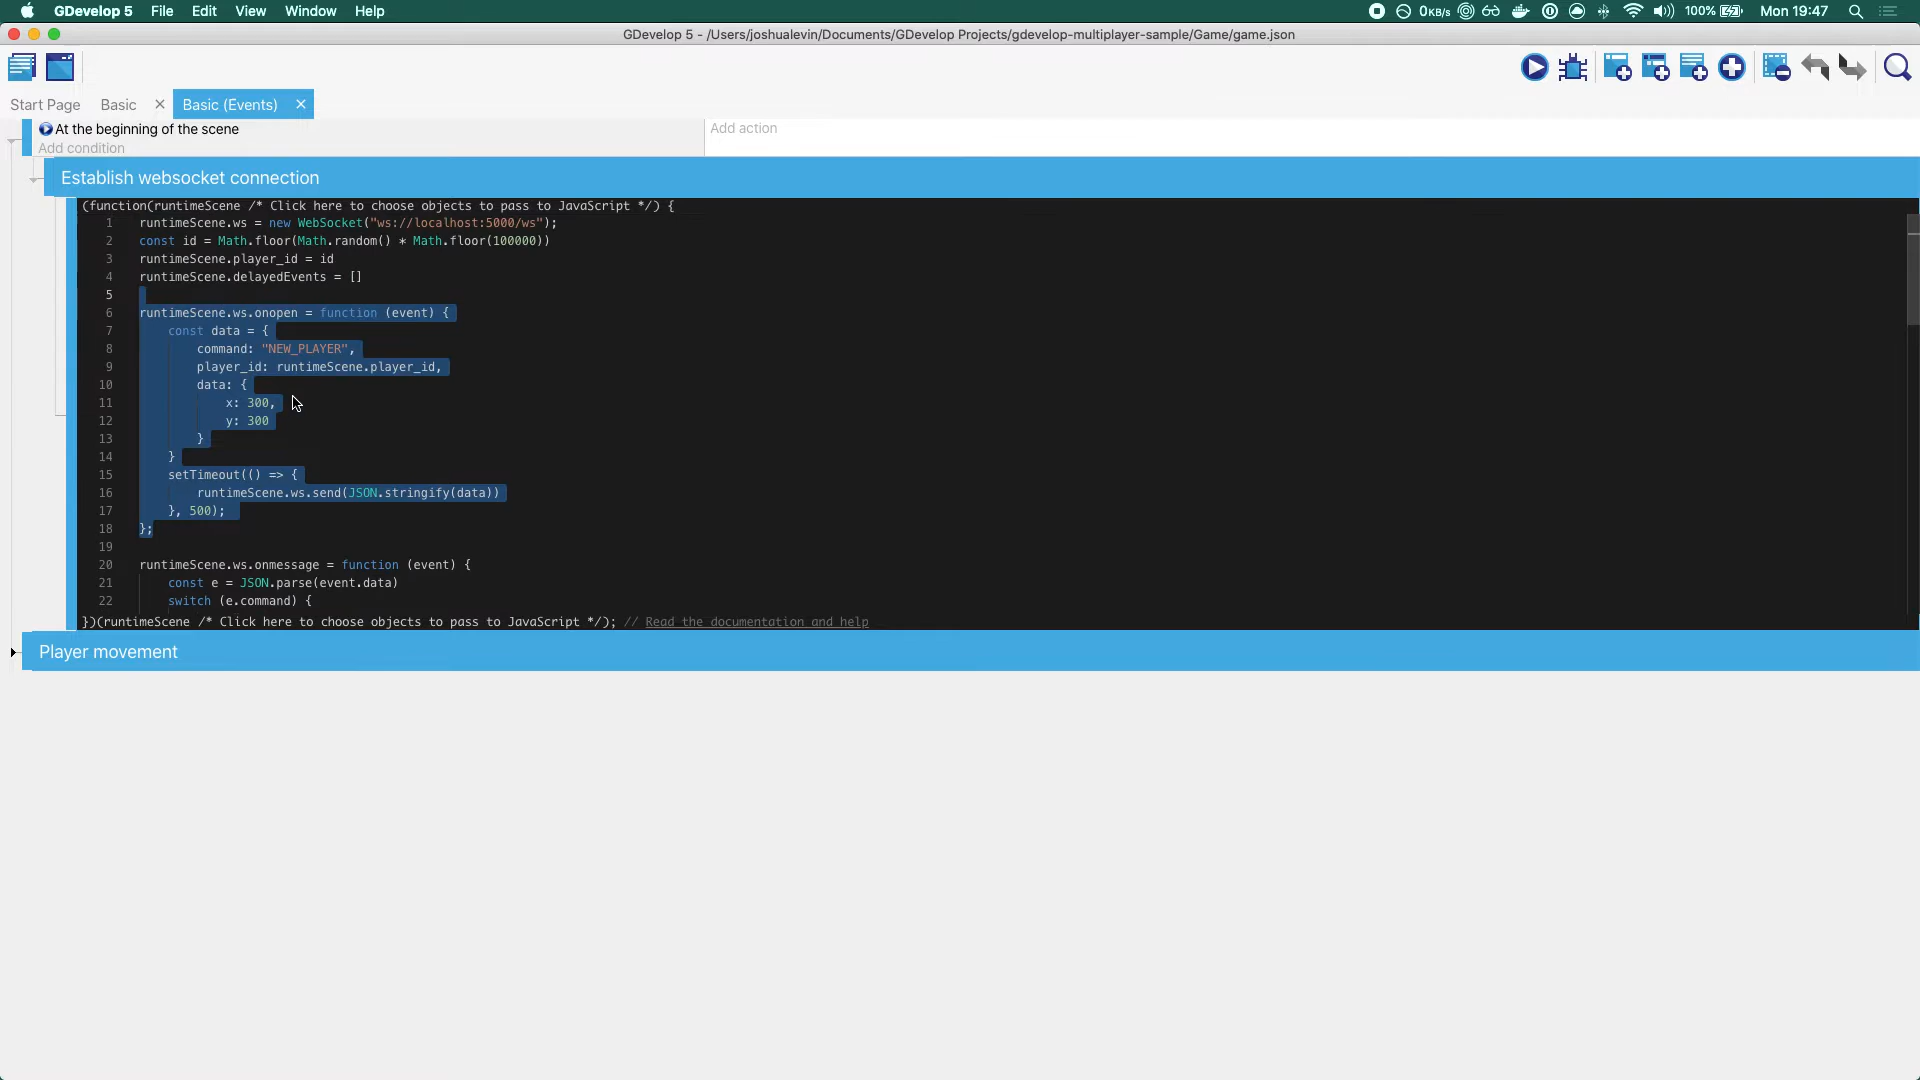 GDevelop 5 File Edit View Window Help 0KB/s 100% Mon 19:47
GDevelop 5 - /Users/joshualevin/Documents/GDevelop Projects/gdevelop-multiplayer-sample/Game/game.json
Start Page Basic Basic (Events)
At the beginning of the scene Add action
Add condition
Establish websocket connection
(function(runtimeScene /* Click here to choose objects to pass to JavaScript */) {
1 runtimeScene.ws = new WebSocket("ws://localhost:5000/ws");
2 const id = Math.floor(Math.random() * Math.floor(100000))
3 runtimeScene.player_id = id
4 runtimeScene.delayedEvents = []
5
6 runtimeScene.ws.onopen = function (event) {
7 const data = {
8 command: "NEW_PLAYER",
9 player_id: runtimeScene.player_id,
10 data: {
11 x: 300,
12 y: 300
13 }
14 }
15 setTimeout(() => {
16 runtimeScene.ws.send(JSON.stringify(data))
17 }, 500);
18 };
19
20 runtimeScene.ws.onmessage = function (event) {
21 const e = JSON.parse(event.data)
22 switch (e.command) {
})(runtimeScene /* Click here to choose objects to pass to JavaScript */); // Read the documentation and help
Player movement